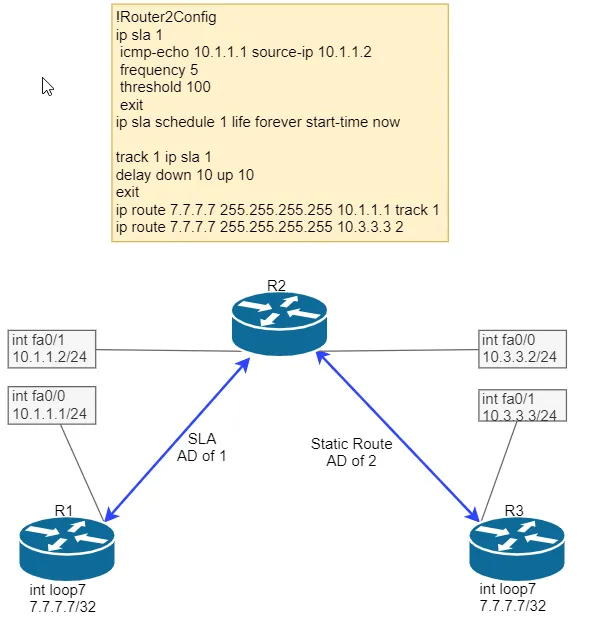 !Router2Config
ip sla 1
icmp-echo 10.1.1.1 source-ip 10.1.1.2
frequency 5
threshold 100
exit
ip sla schedule 1 life forever start-time now
track 1 ip sla 1
delay down 10 up 10
exit
ip route 7.7.7.7 255.255.255.255 10.1.1.1 track 1
ip route 7.7.7.7 255.255.255.255 10.3.3.3 2
R2
int fa0/1
10.1.1.2/24
int fa0/0
10.3.3.2/24
int fa0/0
10.1.1.1/24
int fa0/1
10.3.3.3/24
SLA
AD of 1
Static Route
AD of 2
R1
R3
int loop7
7.7.7.7/32
int loop7
7.7.7.7/32